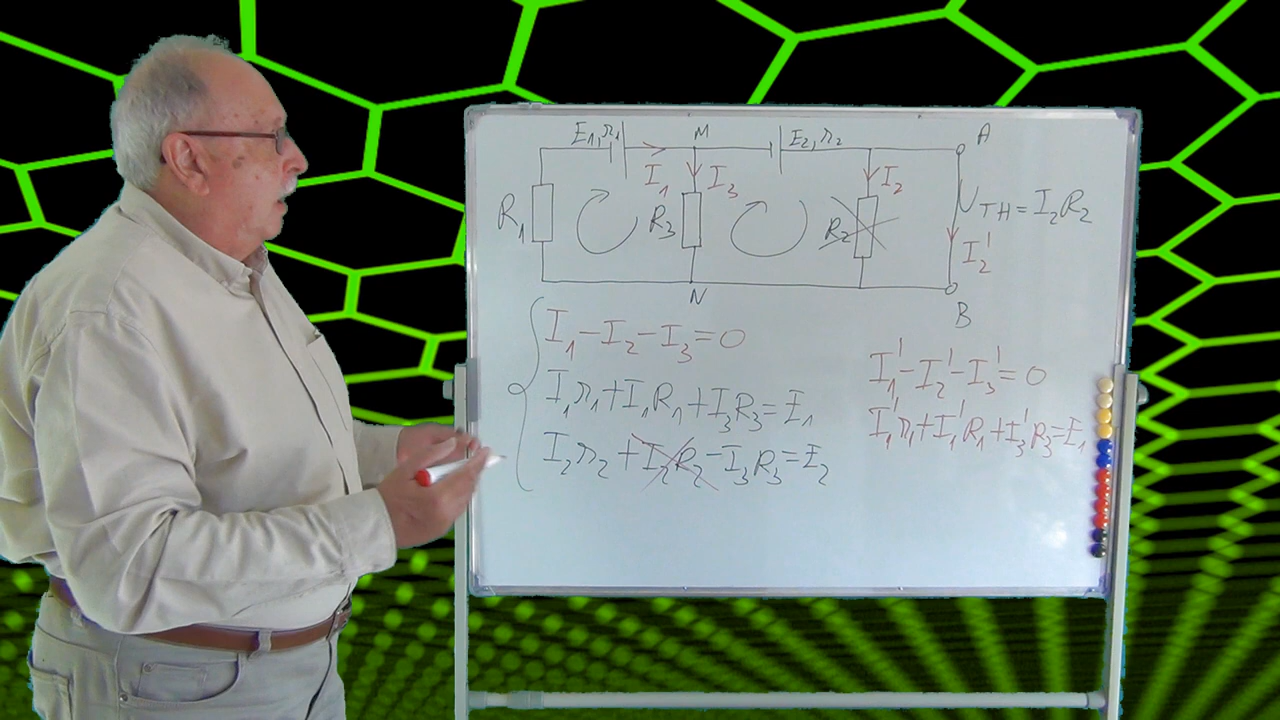 E₁,r₁ M E₂,r₂ A
I₁ I₃ I₂
R₁ R₃ R₂ U_TH=I₂R₂
I₂'
N B
I₁-I₂-I₃=0
I₁r₁+I₁R₁+I₃R₃=E₁
I₂r₂+I₂R₂-I₃R₃=E₂
I₁'-I₂'-I₃'=0
I₁'r₁+I₁'R₁+I₃'R₃=E₁